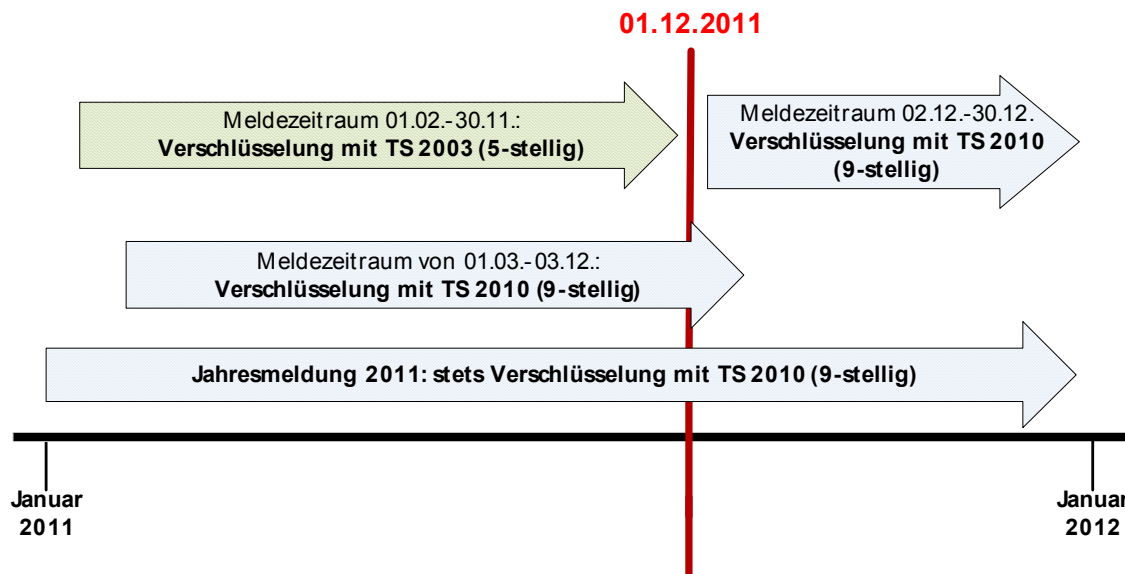 01.12.2011
Meldezeitraum 01.02.-30.11.:
Verschlüsselung mit TS 2003 (5-stellig)
Meldezeitraum 02.12.-30.12.
Verschlüsselung mit TS 2010
(9-stellig)
Meldezeitraum von 01.03.-03.12.:
Verschlüsselung mit TS 2010 (9-stellig)
Jahresmeldung 2011: stets Verschlüsselung mit TS 2010 (9-stellig)
Januar
2011
Januar
2012